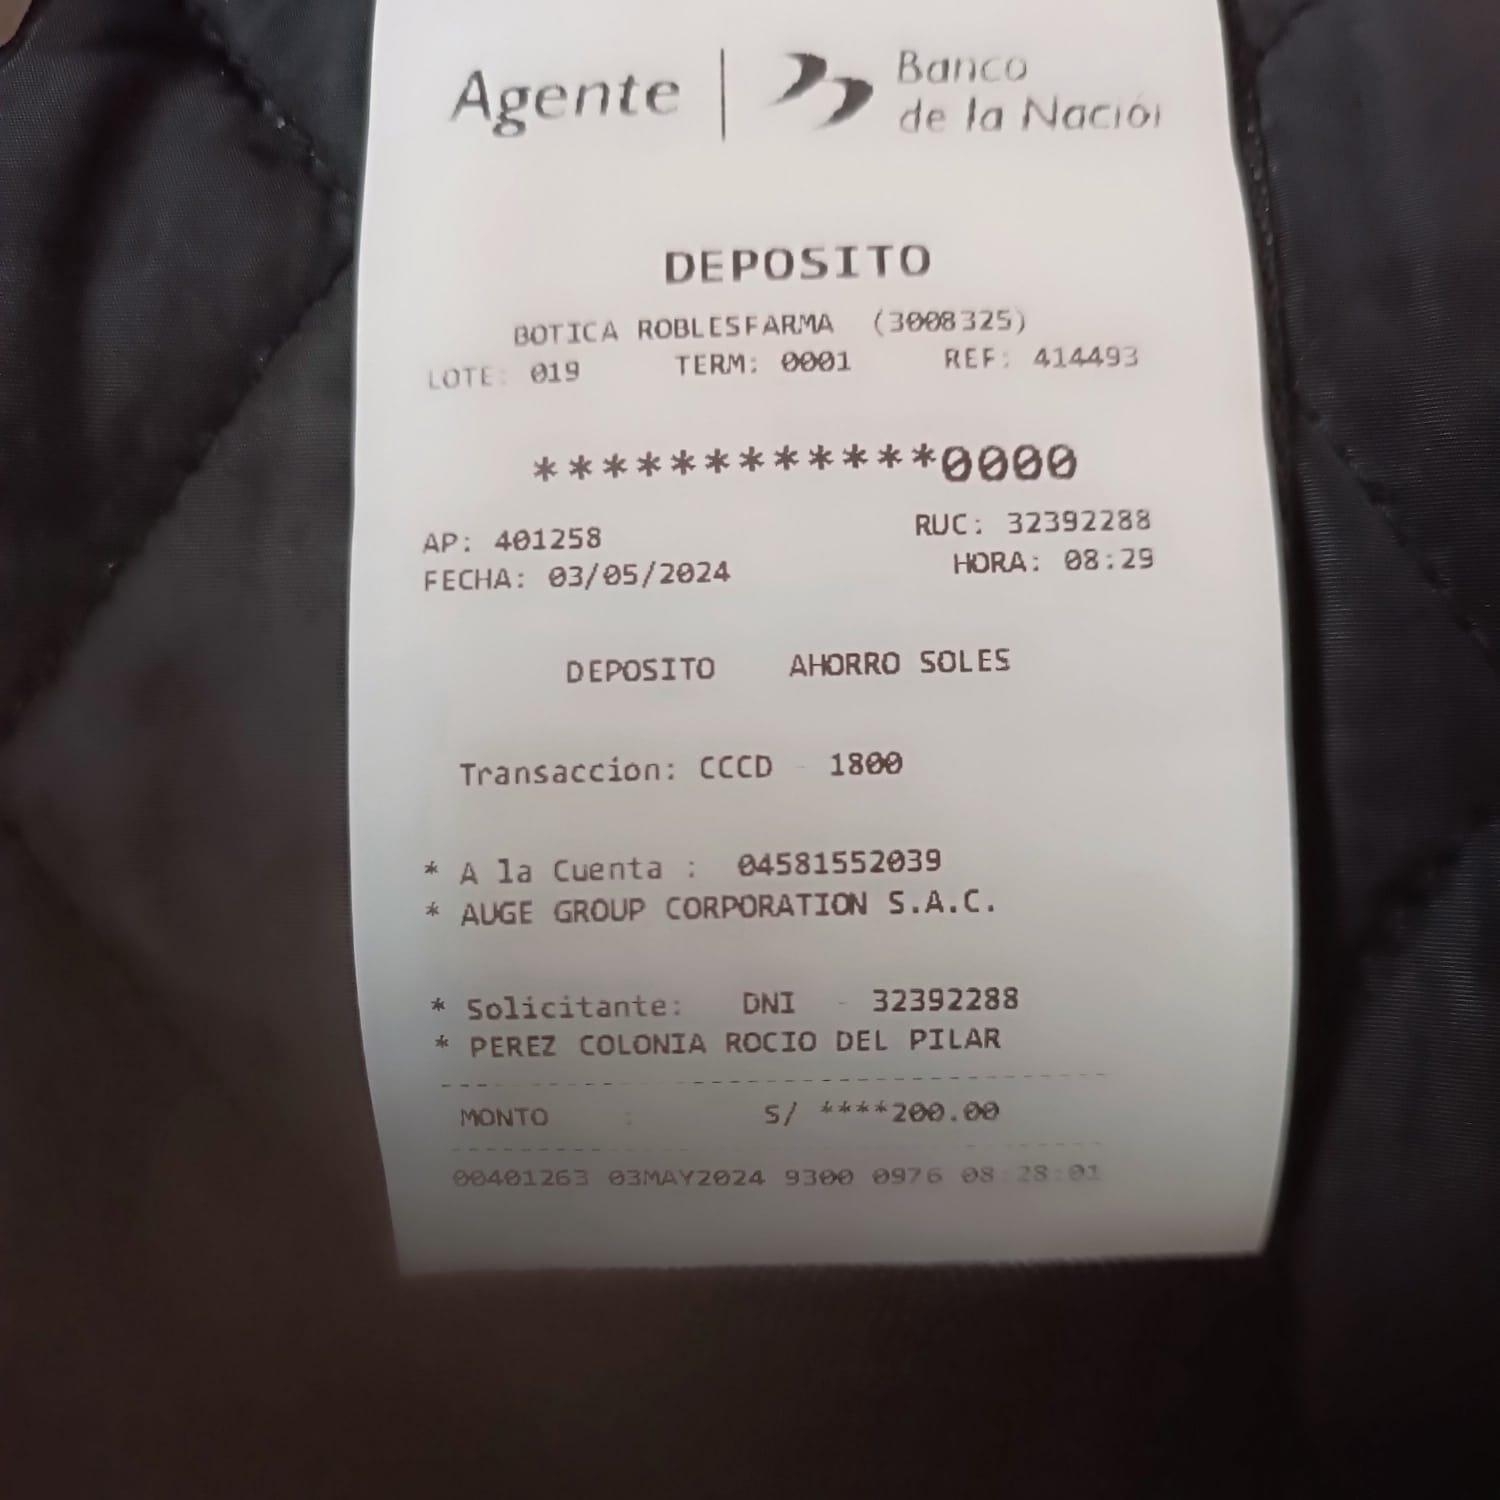 Agente | Banco
de la Nación
DEPOSITO
BOTICA ROBLESFARMA (3008325)
LOTE: 019 TERM: 0001 REF: 414493
************0000
AP: 401258 RUC: 32392288
FECHA: 03/05/2024 HORA: 08:29
DEPOSITO AHORRO SOLES
Transaccion: CCCD - 1800
* A la Cuenta : 04581552039
* AUGE GROUP CORPORATION S.A.C.
* Solicitante: DNI - 32392288
* PEREZ COLONIA ROCIO DEL PILAR
MONTO : S/ ****200.00
00401263 03MAY2024 9300 0976 08:28:01